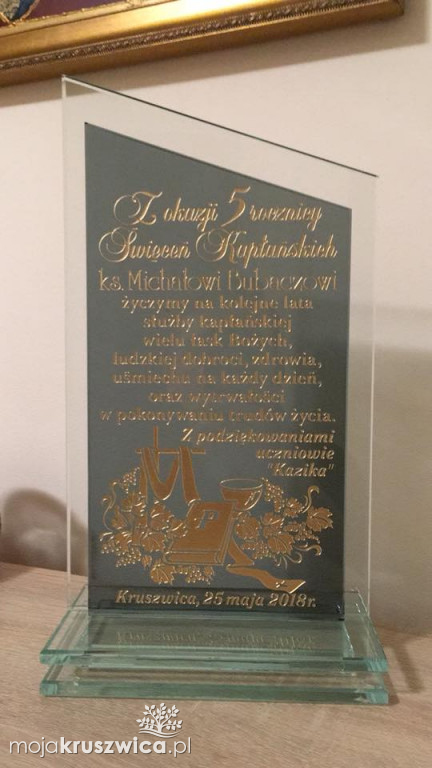 Z okazji 5 rocznicy
Święceń Kapłańskich
ks. Michałowi Bubaczowi
życzymy na kolejne lata
służby kapłańskiej
wielu łask Bożych,
ludzkiej dobroci, zdrowia,
uśmiechu na każdy dzień,
oraz wytrwałości
w pokonywaniu trudów życia.
Z podziękowaniami
uczniowie
"Kazika"
Kruszwica, 25 maja 2018r.
mojakruszwica.pl